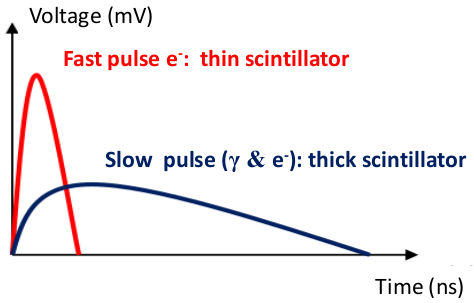 Voltage (mV)
Fast pulse e⁻: thin scintillator
Slow pulse (γ & e⁻): thick scintillator
Time (ns)